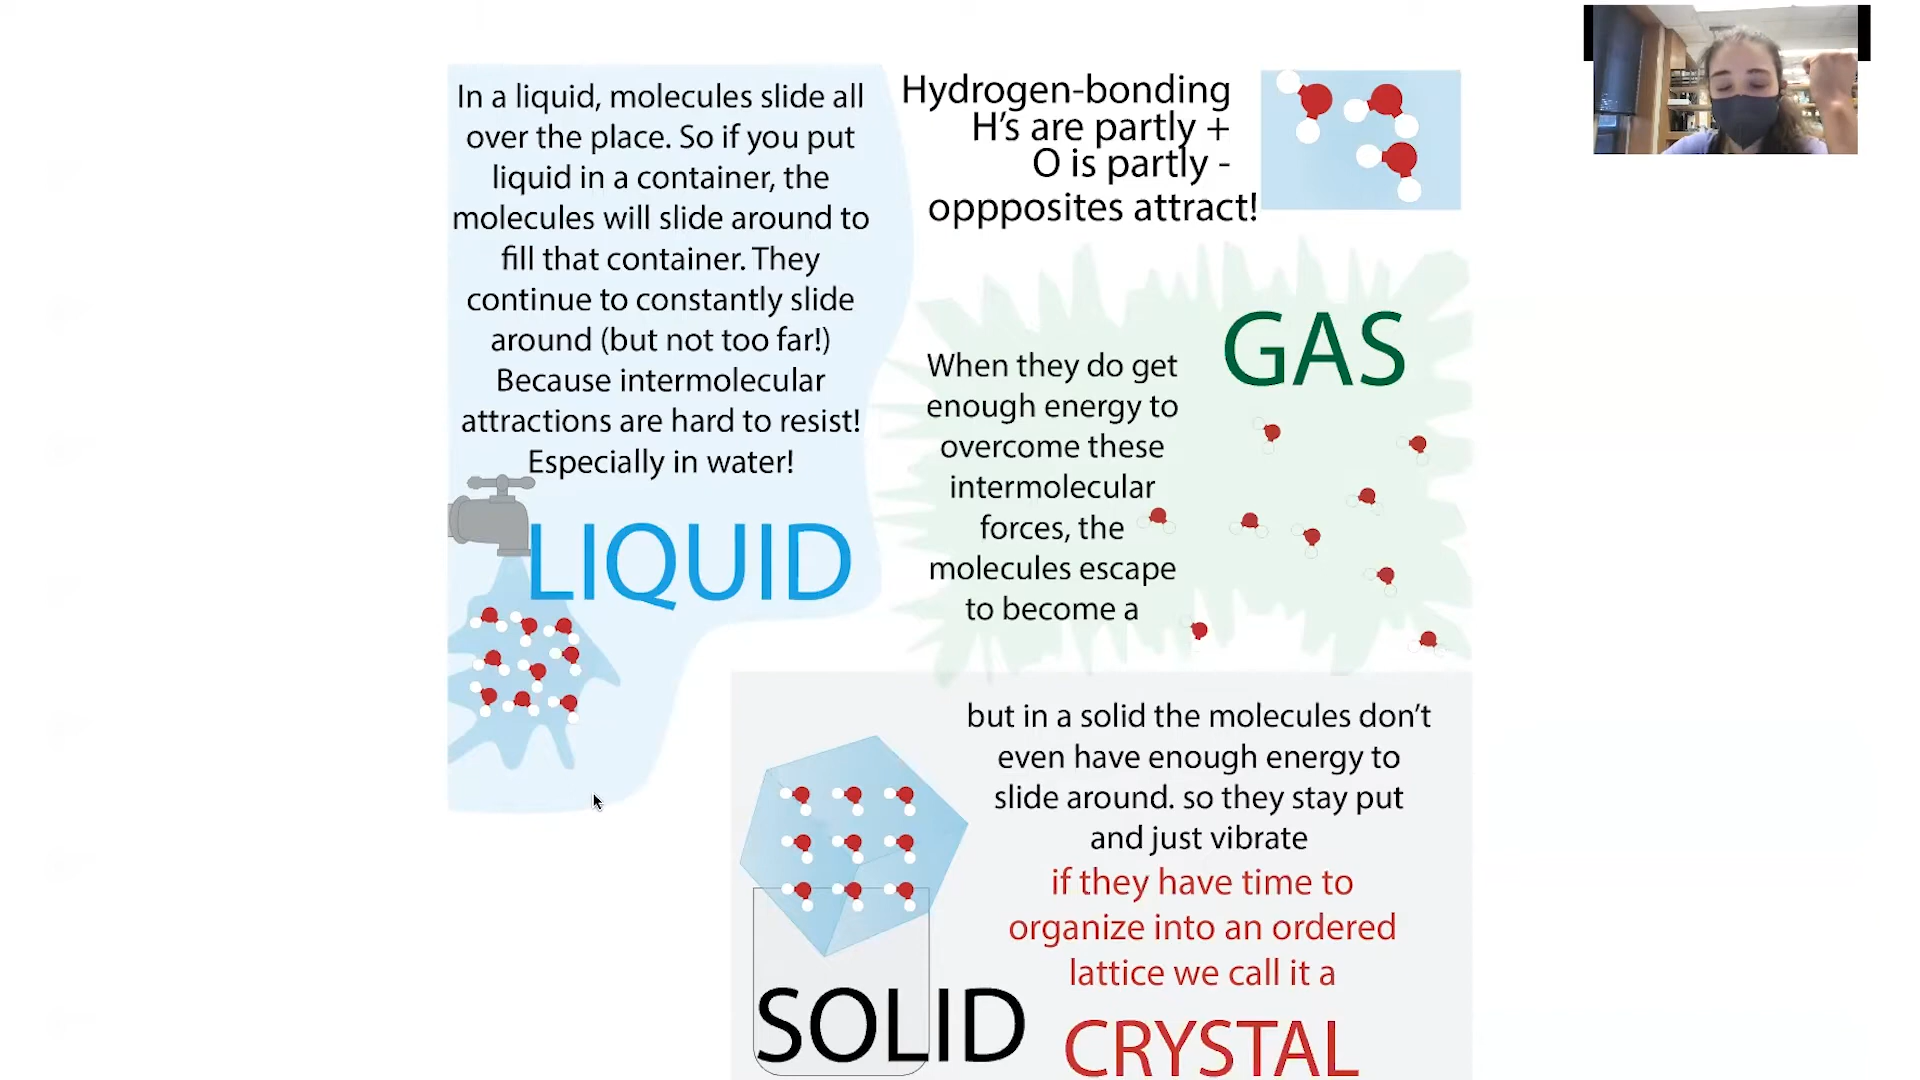 In a liquid, molecules slide all
over the place. So if you put
liquid in a container, the
molecules will slide around to
fill that container. They
continue to constantly slide
around (but not too far!)
Because intermolecular
attractions are hard to resist!
Especially in water!
LIQUID
Hydrogen-bonding
H's are partly +
O is partly -
oppposites attract!
GAS
When they do get
enough energy to
overcome these
intermolecular
forces, the
molecules escape
to become a
but in a solid the molecules don't
even have enough energy to
slide around. so they stay put
and just vibrate
if they have time to
organize into an ordered
lattice we call it a
SOLID
CRYSTAL